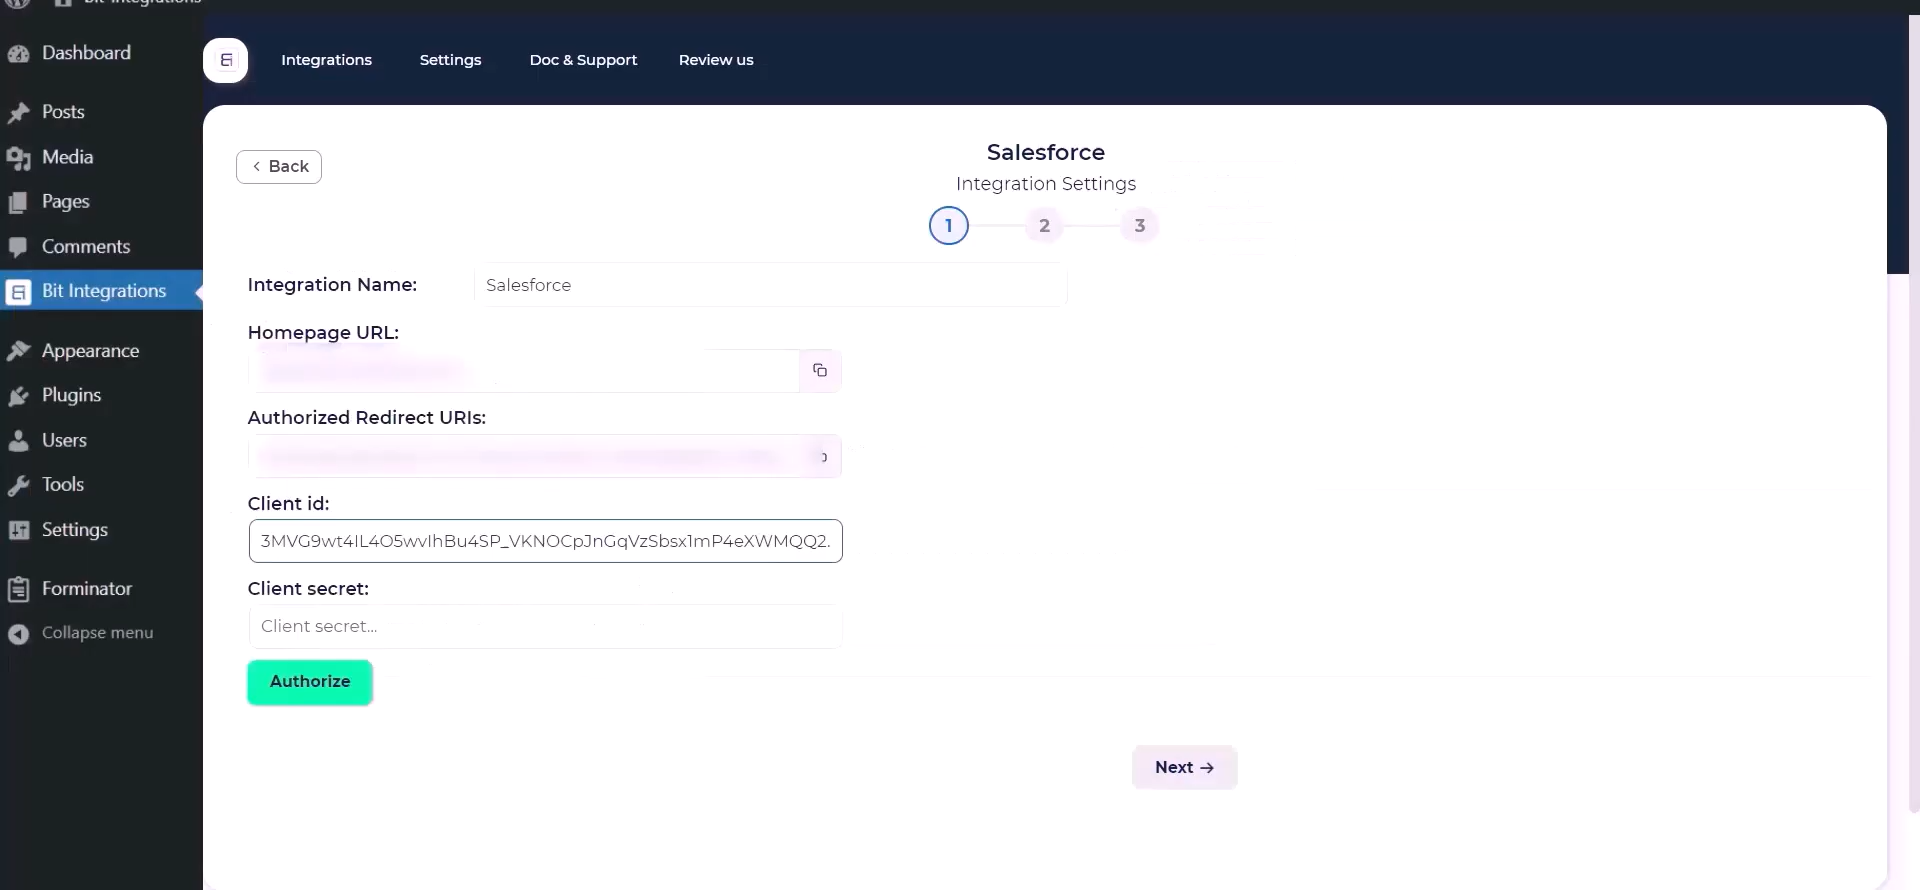 Bit Integrations
Dashboard
Posts
Media
Pages
Comments
Bit Integrations
Appearance
Plugins
Users
Tools
Settings
Forminator
Collapse menu
Integrations
Settings
Doc & Support
Review us
Back
Salesforce
Integration Settings
1
2
3
Integration Name:
Salesforce
Homepage URL:
Authorized Redirect URIs:
Client id:
3MVG9wt4IL4O5wvIhBu4SP_VKNOCpJnGqVzSbsx1mP4eXWMQQ2.
Client secret:
Client secret...
Authorize
Next →